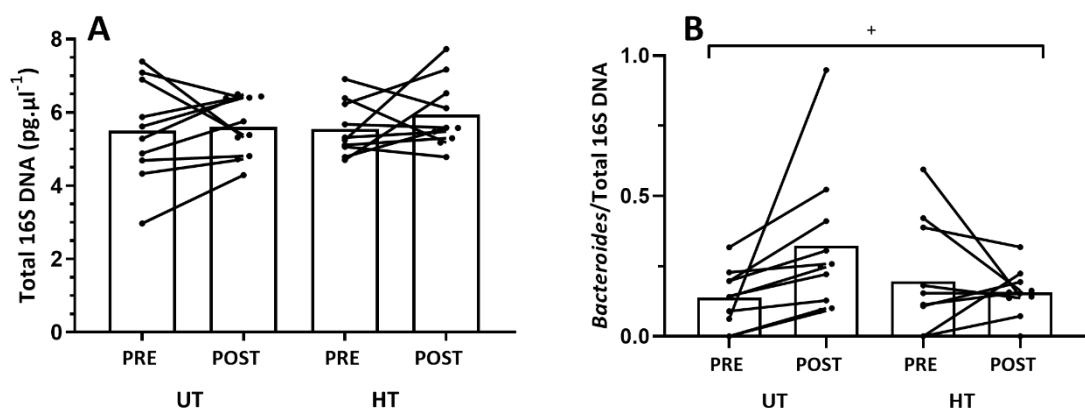 A
Total 16S DNA (pg.µl⁻¹)
8
6
4
2
0
PRE POST PRE POST
UT HT
B
+
Bacteroides/Total 16S DNA
1.0
0.5
0.0
PRE POST PRE POST
UT HT